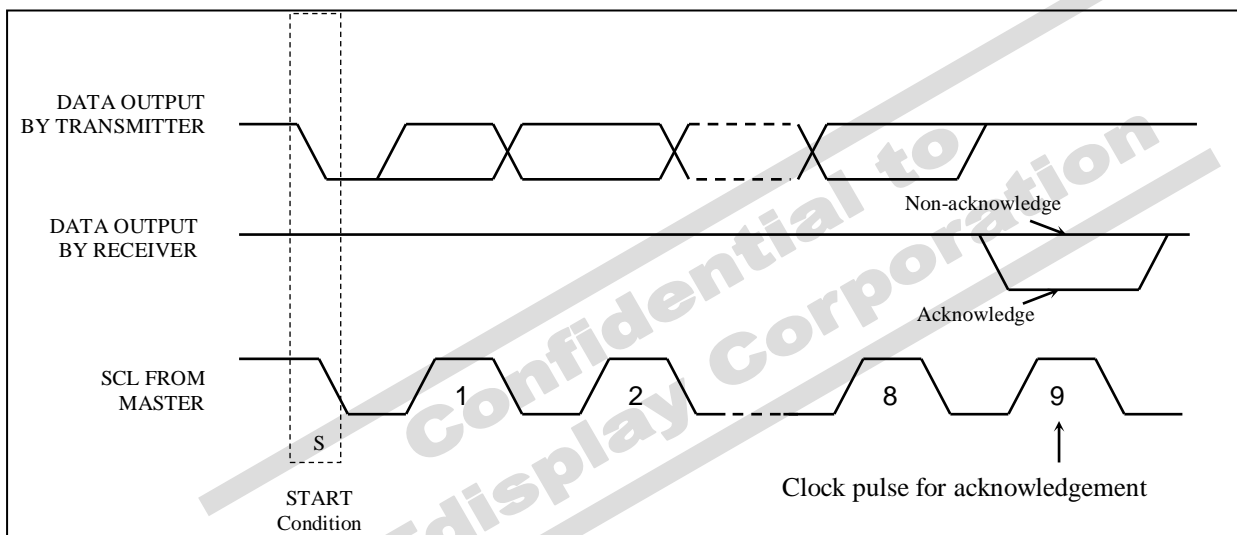 DATA OUTPUT
BY TRANSMITTER
Non-acknowledge
DATA OUTPUT
BY RECEIVER
Acknowledge
SCL FROM
MASTER
1
2
8
9
S
START
Condition
Clock pulse for acknowledgement
Confidential to
display Corporation